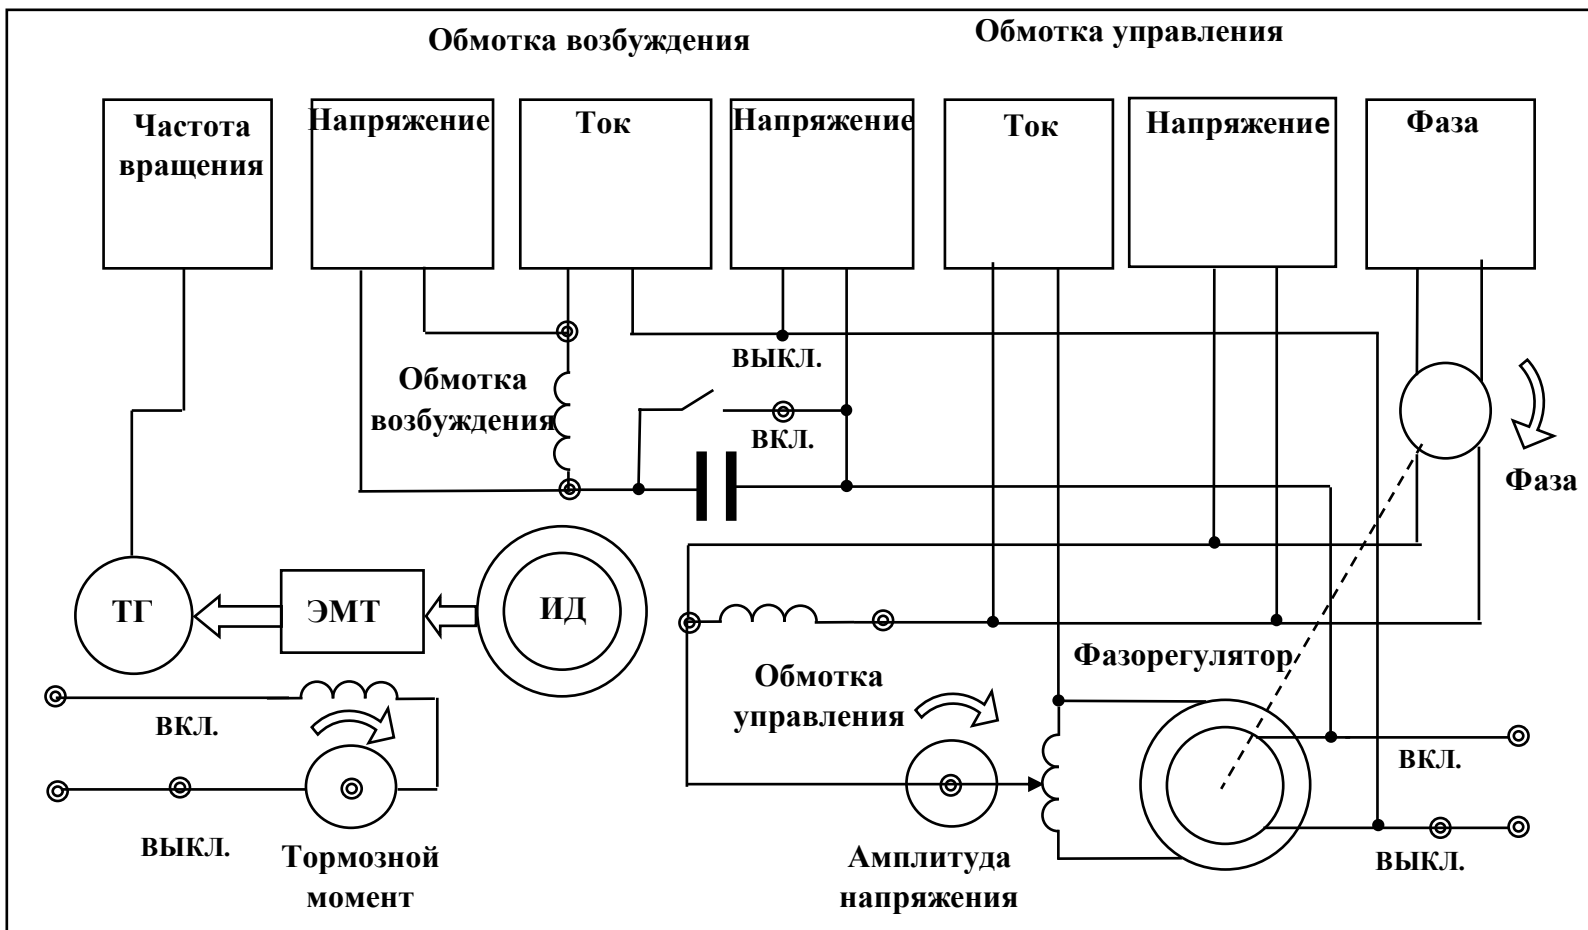 Обмотка возбуждения
Обмотка управления
Частота
вращения
Напряжение
Ток
Напряжение
Ток
Напряжение
Фаза
ВЫКЛ.
Обмотка
возбуждения
ВКЛ.
Фаза
ТГ
ЭМТ
ИД
Фазорегулятор
Обмотка
управления
ВКЛ.
ВКЛ.
ВЫКЛ.
Тормозной
момент
Амплитуда
напряжения
ВЫКЛ.